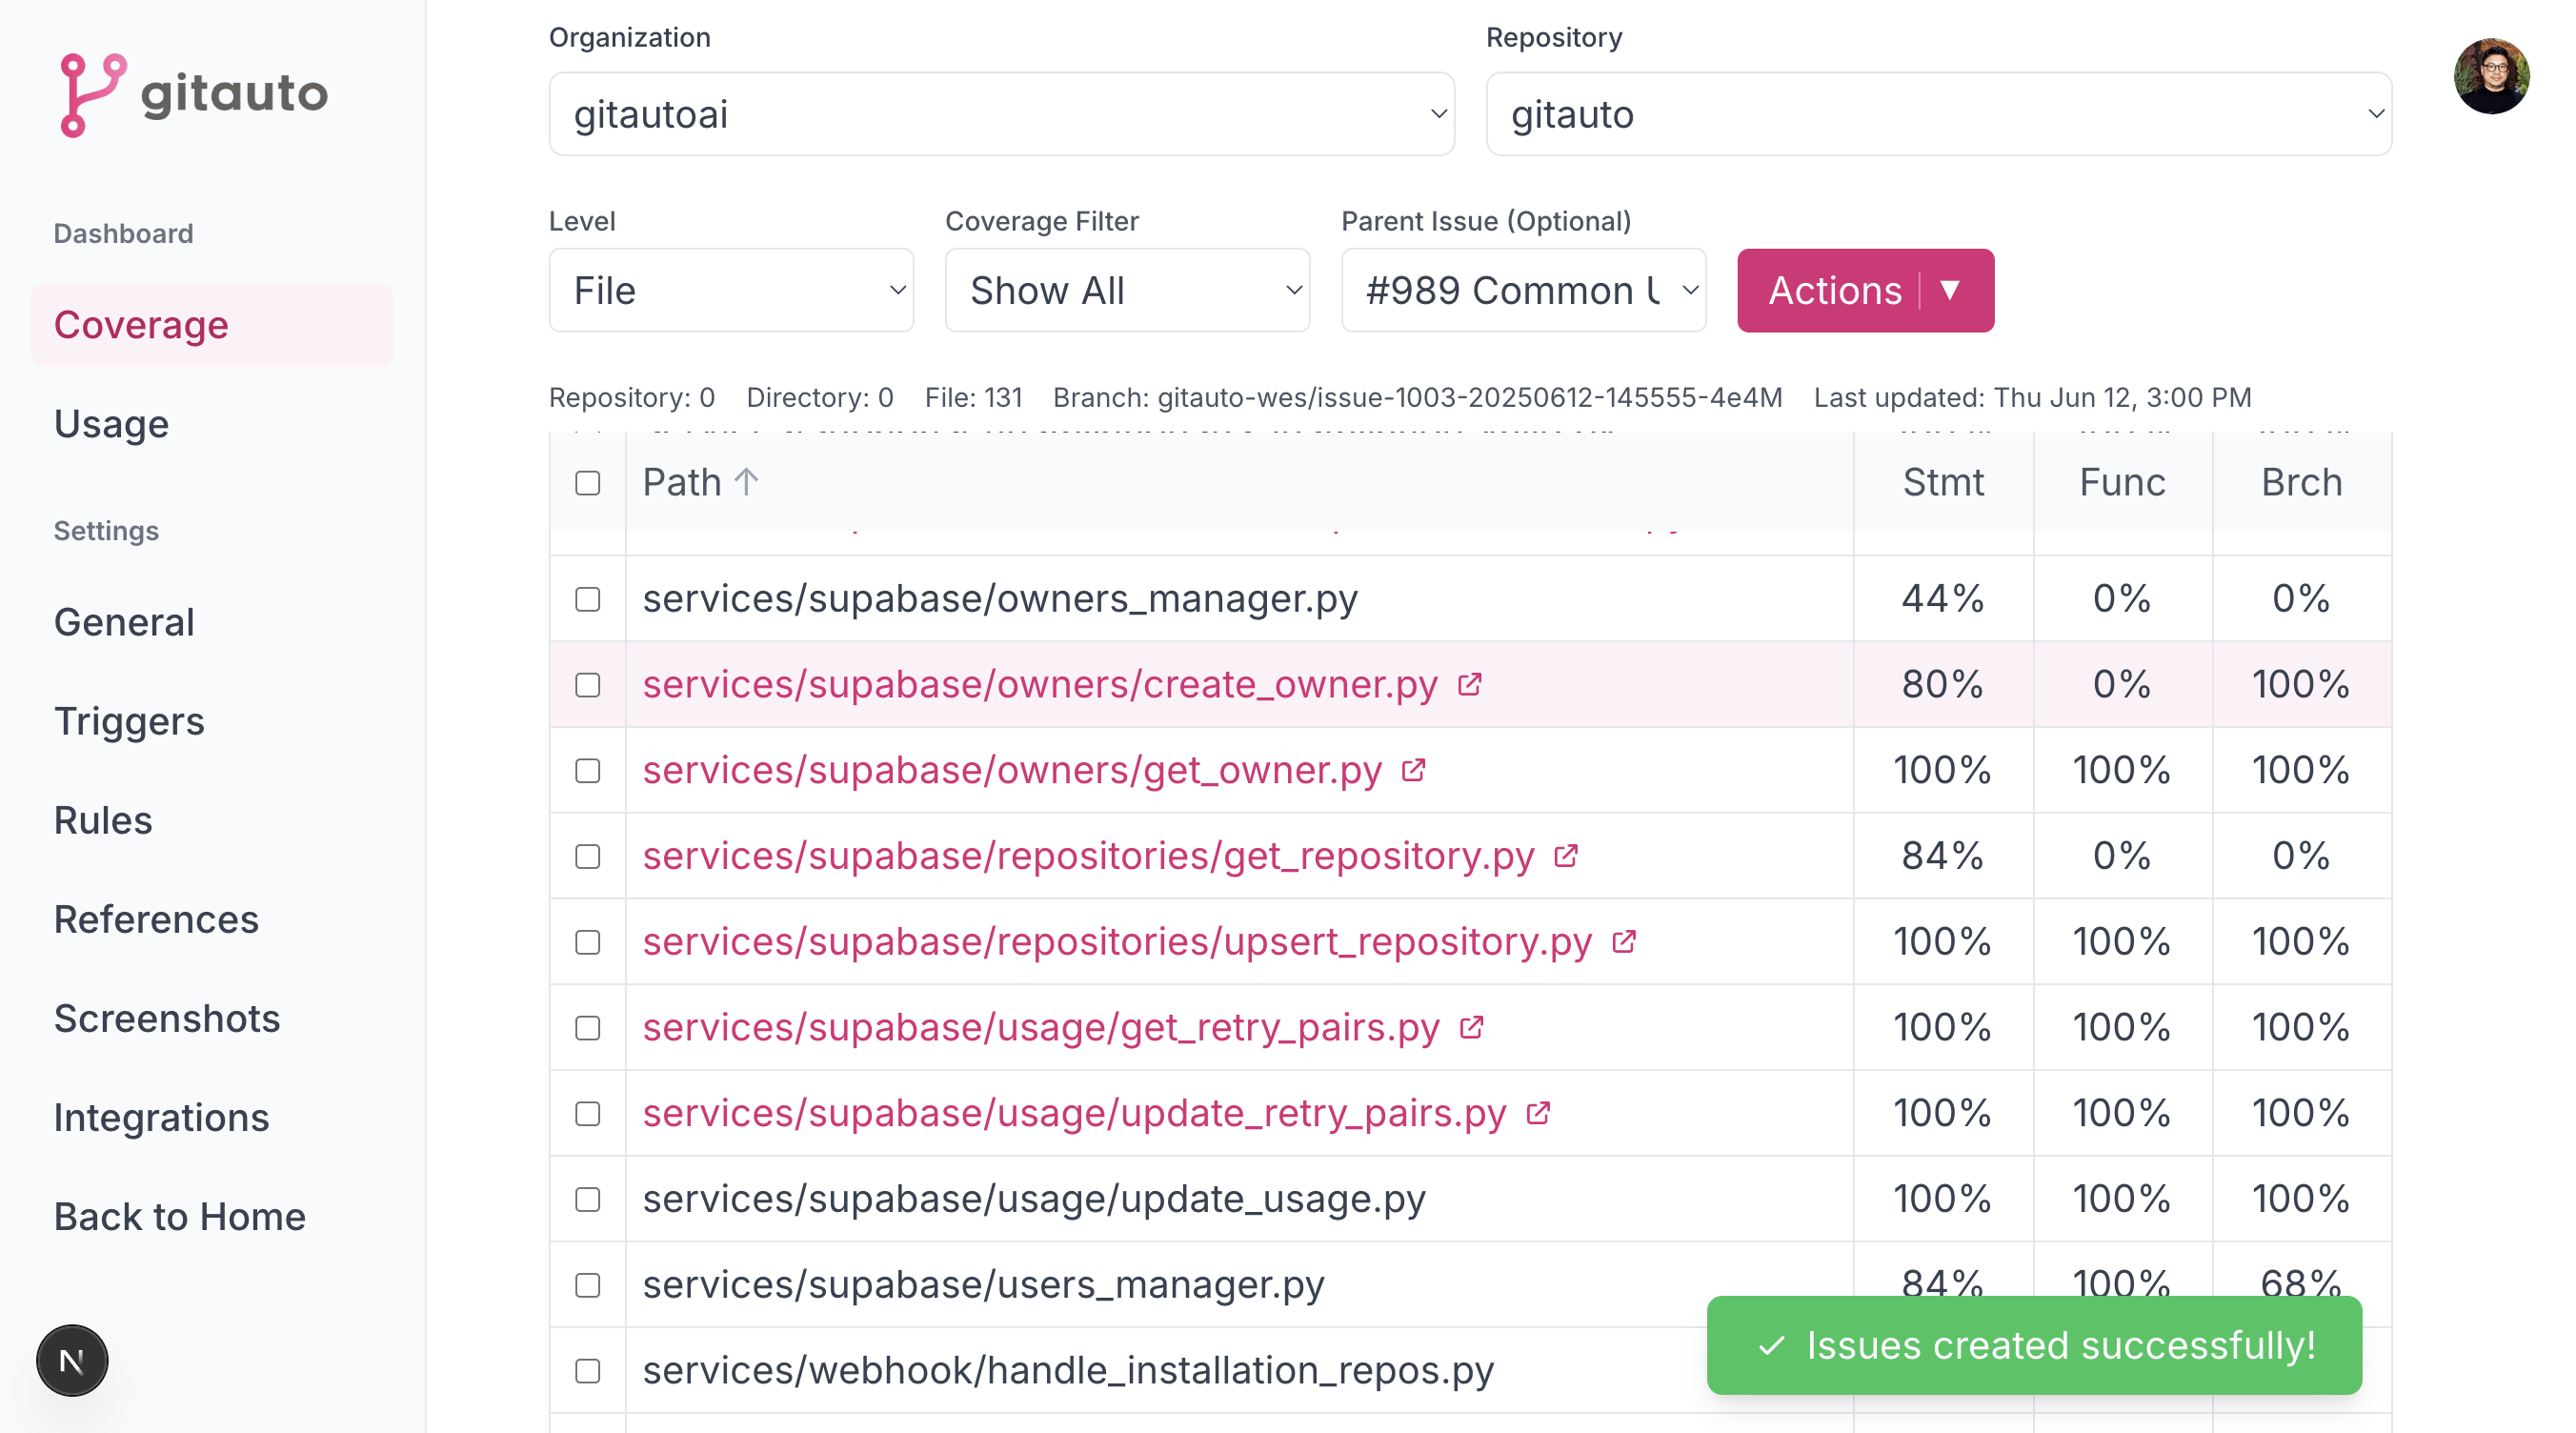 gitauto
Dashboard
Coverage
Usage
Settings
General
Triggers
Rules
References
Screenshots
Integrations
Back to Home
N
Organization
Repository
gitautoai
gitauto
Level
Coverage Filter
Parent Issue (Optional)
File
Show All
#989 Common
Actions ▼
Repository: 0 Directory: 0 File: 131 Branch: gitauto-wes/issue-1003-20250612-145555-4e4M Last updated: Thu Jun 12, 3:00 PM
Path ↑ Stmt Func Brch
services/supabase/owners_manager.py 44% 0% 0%
services/supabase/owners/create_owner.py 80% 0% 100%
services/supabase/owners/get_owner.py 100% 100% 100%
services/supabase/repositories/get_repository.py 84% 0% 0%
services/supabase/repositories/upsert_repository.py 100% 100% 100%
services/supabase/usage/get_retry_pairs.py 100% 100% 100%
services/supabase/usage/update_retry_pairs.py 100% 100% 100%
services/supabase/usage/update_usage.py 100% 100% 100%
services/supabase/users_manager.py 84% 100% 68%
services/webhook/handle_installation_repos.py
Issues created successfully!